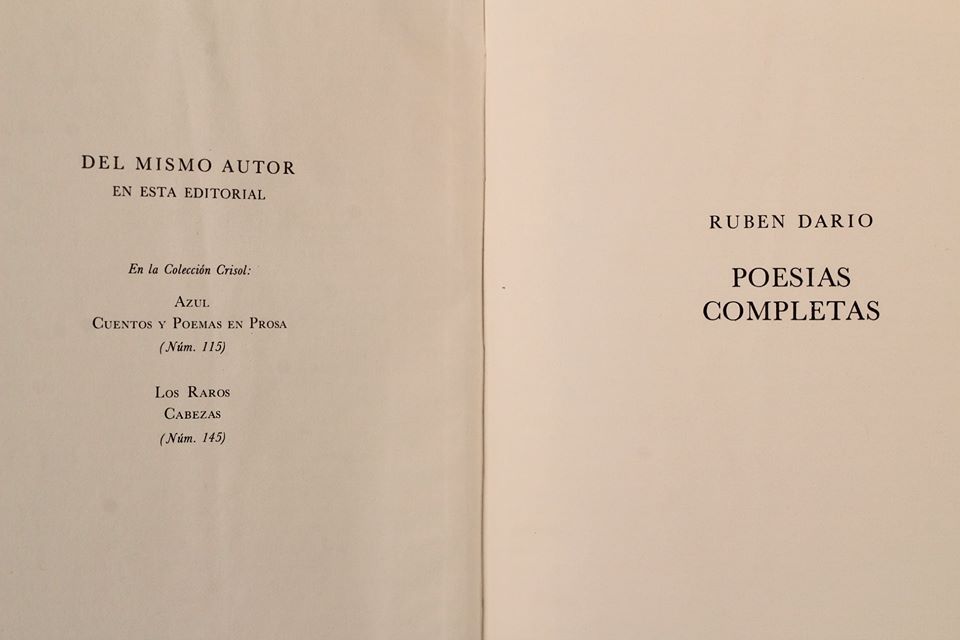 DEL MISMO AUTOR
EN ESTA EDITORIAL
En la Colección Crisol:
AZUL
CUENTOS Y POEMAS EN PROSA
(Núm. 115)
LOS RAROS
CABEZAS
(Núm. 145)
RUBEN DARIO
POESIAS
COMPLETAS